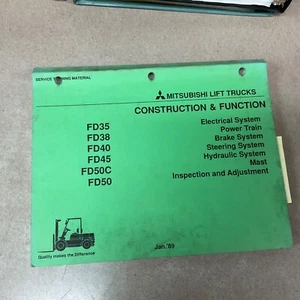 SERVICE TRAINING MATERIAL
MITSUBISHI LIFT TRUCKS
CONSTRUCTION & FUNCTION
FD35
FD38
FD40
FD45
FD50C
FD50
Electrical System
Power Train
Brake System
Steering System
Hydraulic System
Mast
Inspection and Adjustment
Quality makes the Difference
Jan.'89